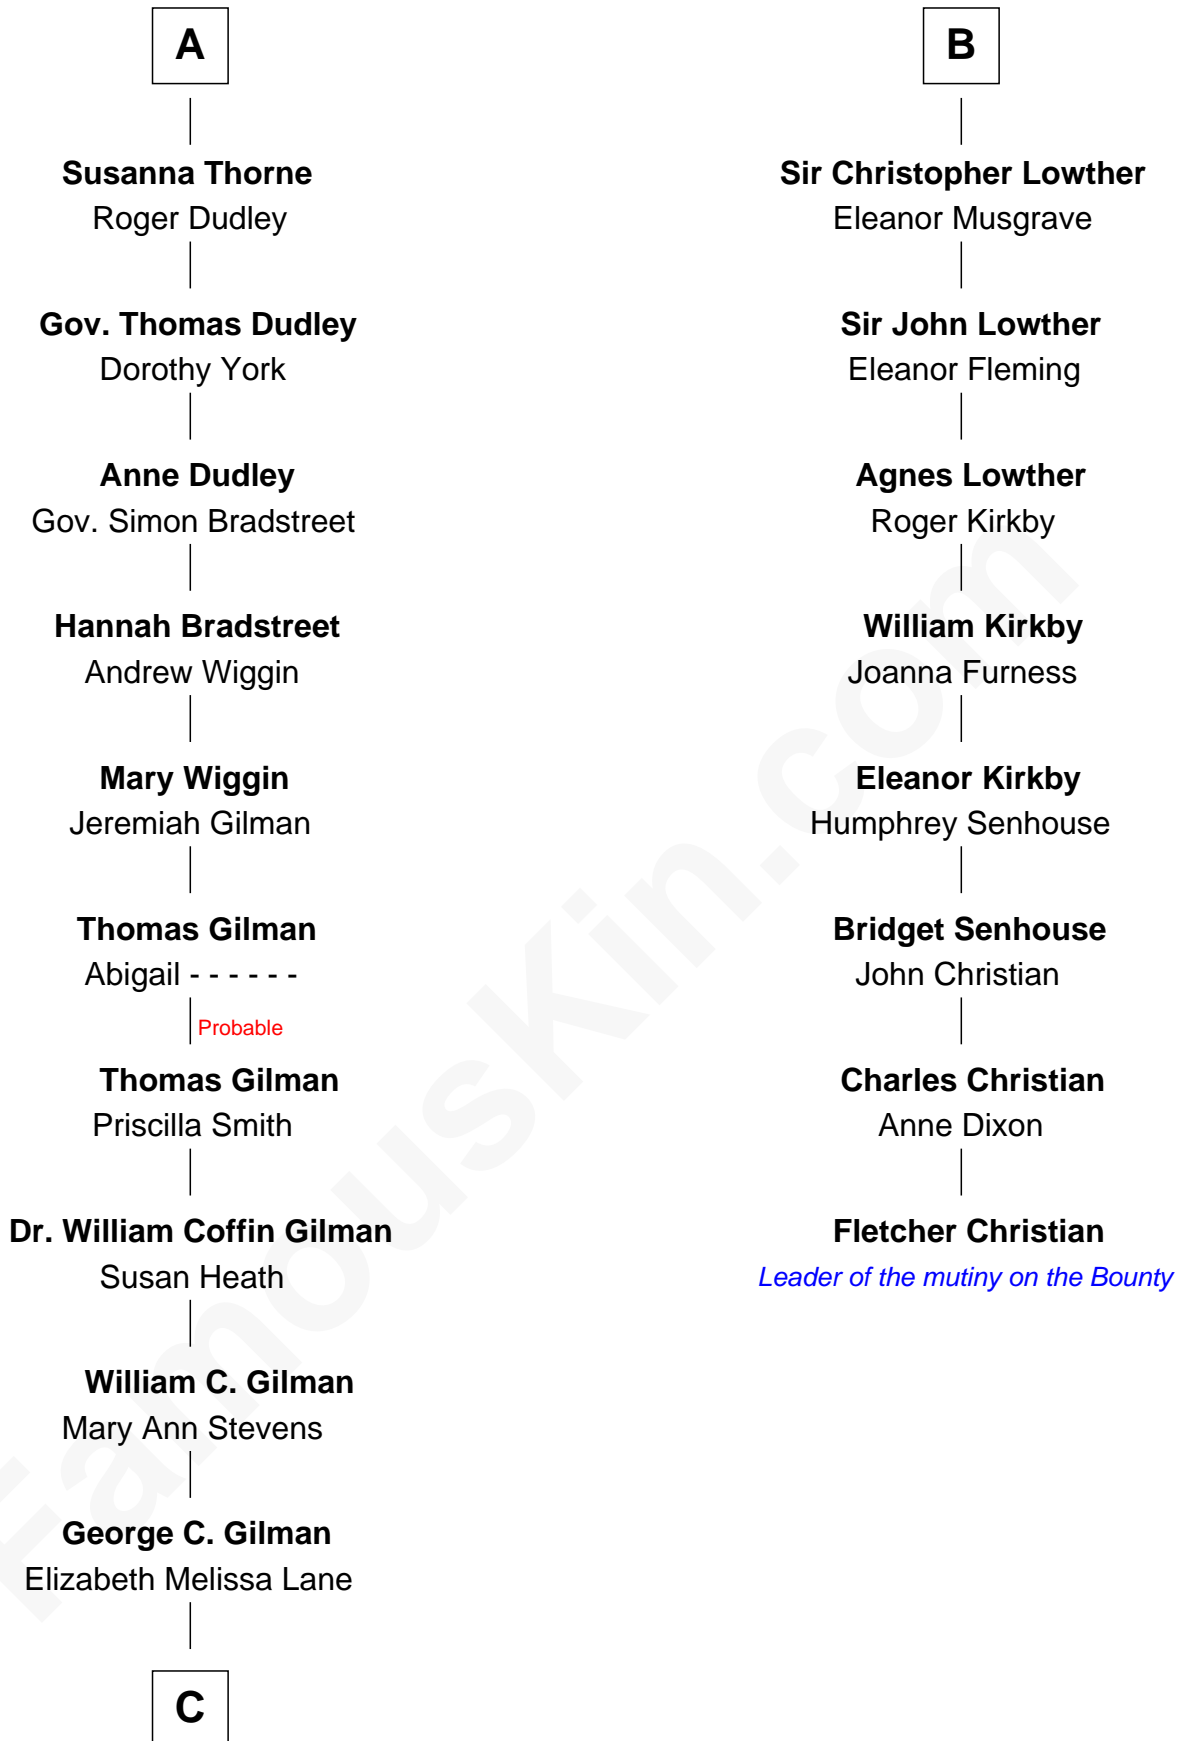 A
Susanna Thorne
Roger Dudley
Gov. Thomas Dudley
Dorothy York
Anne Dudley
Gov. Simon Bradstreet
Hannah Bradstreet
Andrew Wiggin
Mary Wiggin
Jeremiah Gilman
Thomas Gilman
Abigail - - - - - -
Probable
Thomas Gilman
Priscilla Smith
Dr. William Coffin Gilman
Susan Heath
William C. Gilman
Mary Ann Stevens
George C. Gilman
Elizabeth Melissa Lane
C
B
Sir Christopher Lowther
Eleanor Musgrave
Sir John Lowther
Eleanor Fleming
Agnes Lowther
Roger Kirkby
William Kirkby
Joanna Furness
Eleanor Kirkby
Humphrey Senhouse
Bridget Senhouse
John Christian
Charles Christian
Anne Dixon
Fletcher Christian
Leader of the mutiny on the Bounty
FamousKin.com